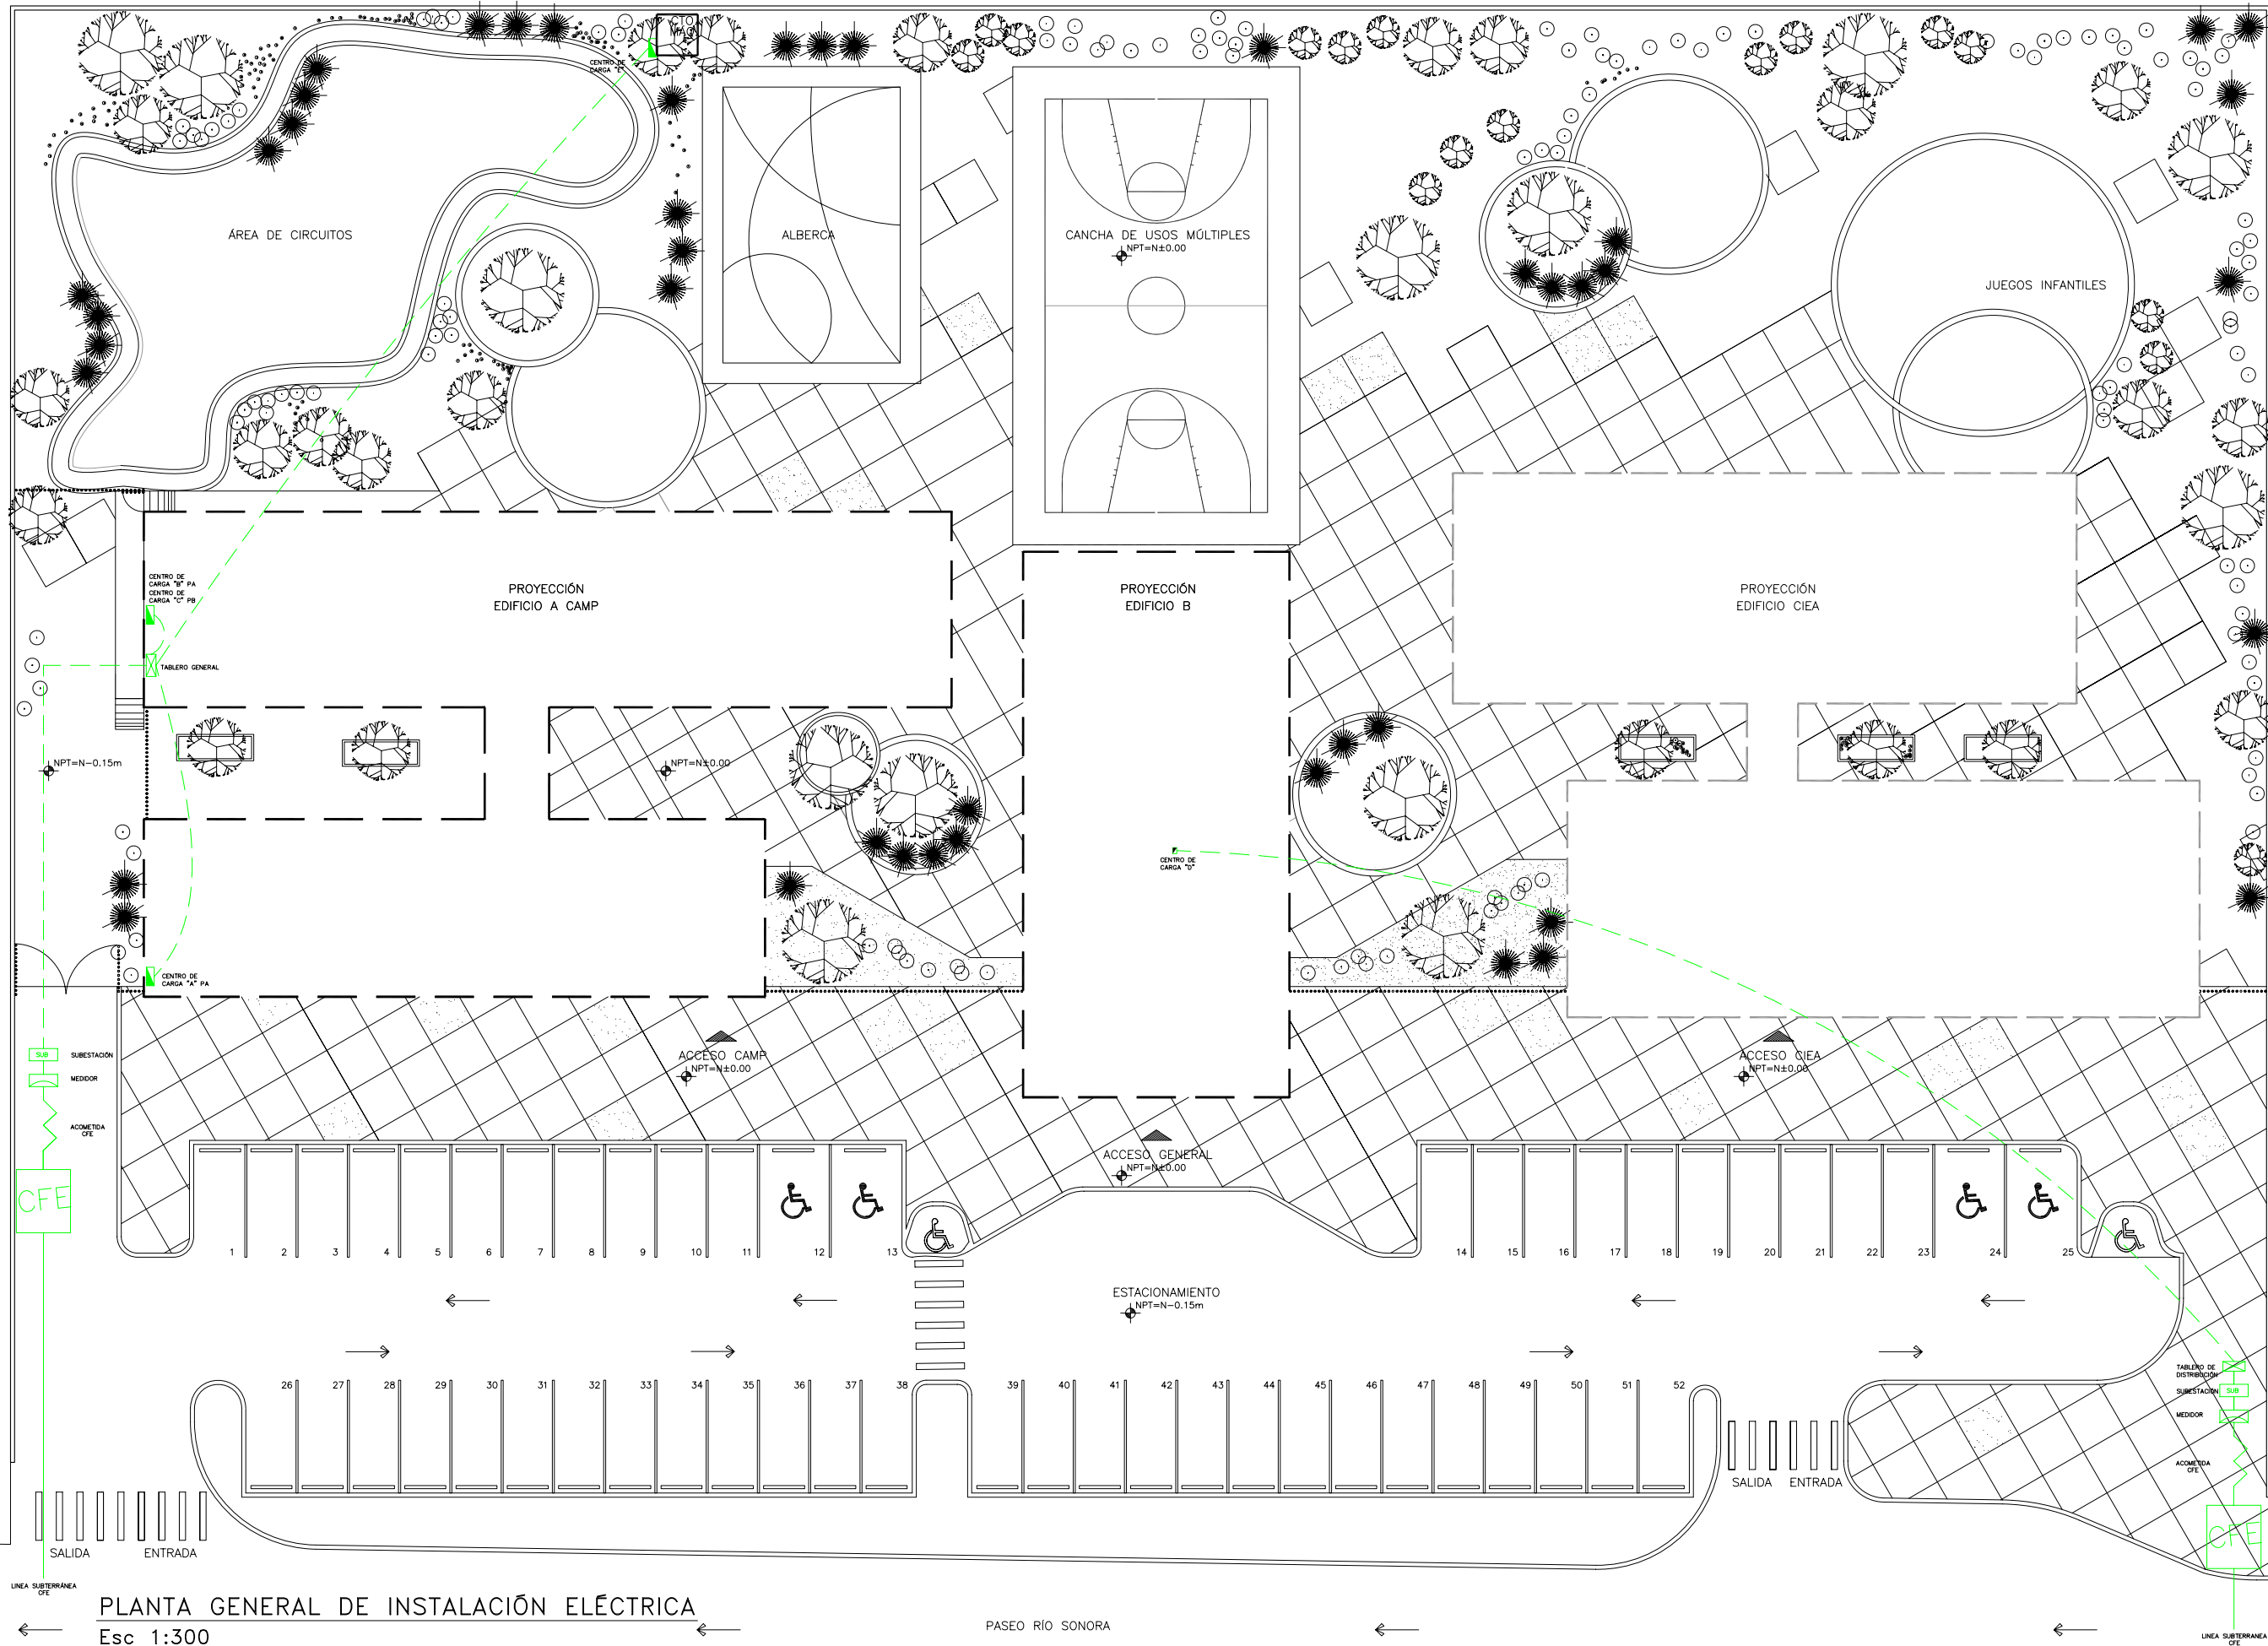 CTO
MAQ
CENTRO DE
CARGA "E"
ÁREA DE CIRCUITOS
ALBERCA
CANCHA DE USOS MÚLTIPLES
NPT=N±0.00
JUEGOS INFANTILES
CENTRO DE
CARGA "B" PA
CENTRO DE
CARGA "C" PB
PROYECCIÓN
EDIFICIO A CAMP
PROYECCIÓN
EDIFICIO B
PROYECCIÓN
EDIFICIO CIEA
TABLERO GENERAL
NPT=N-0.15m
NPT=N±0.00
CENTRO DE
CARGA "D"
CENTRO DE
CARGA "A" PA
SUB
SUBESTACIÓN
MEDIDOR
ACOMETIDA
CFE
CFE
ACCESO CAMP
NPT=N±0.00
ACCESO CIEA
NPT=N±0.00
ACCESO GENERAL
NPT=N±0.00
1 2 3 4 5 6 7 8 9 10 11 12 13
14 15 16 17 18 19 20 21 22 23 24 25
ESTACIONAMIENTO
NPT=N-0.15m
26 27 28 29 30 31 32 33 34 35 36 37 38
39 40 41 42 43 44 45 46 47 48 49 50 51 52
TABLERO DE
DISTRIBUCIÓN
SUBESTACIÓN
SUB
MEDIDOR
ACOMETIDA
CFE
CFE
SALIDA ENTRADA
SALIDA ENTRADA
LINEA SUBTERRÁNEA
CFE
PLANTA GENERAL DE INSTALACIÓN ELÉCTRICA
Esc 1:300
PASEO RÍO SONORA
LINEA SUBTERRANEA
CFE